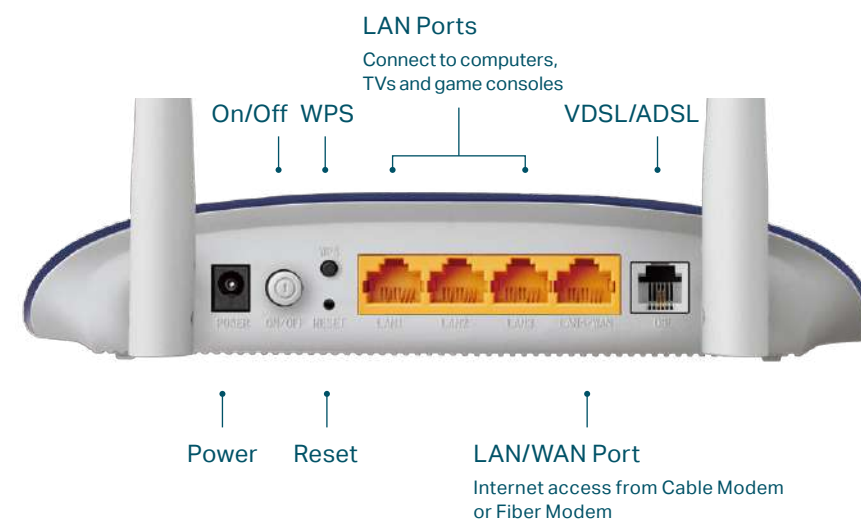 LAN Ports
Connect to computers,
TVs and game consoles
On/Off WPS VDSL/ADSL
WPS
POWER ON/OFF RESET LAN1 LAN2 LAN3 LAN4/WAN DSL
Power Reset LAN/WAN Port
Internet access from Cable Modem
or Fiber Modem